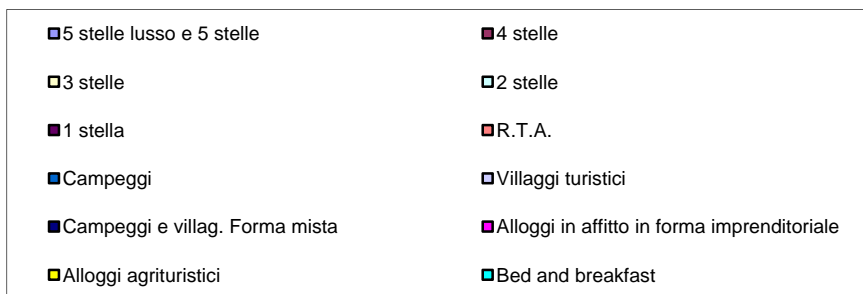 5 stelle lusso e 5 stelle
4 stelle
3 stelle
2 stelle
1 stella
R.T.A.
Campeggi
Villaggi turistici
Campeggi e villag. Forma mista
Alloggi in affitto in forma imprenditoriale
Alloggi agrituristici
Bed and breakfast